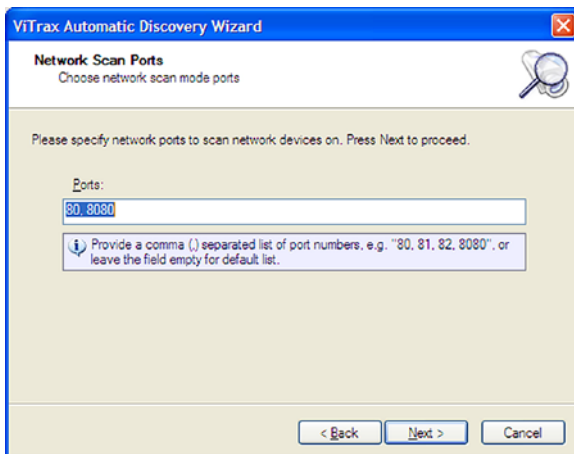 ViTrax Automatic Discovery Wizard
Network Scan Ports
Choose network scan mode ports
Please specify network ports to scan network devices on. Press Next to proceed.
Ports:
80, 8080
Provide a comma (,) separated list of port numbers, e.g. "80, 81, 82, 8080", or
leave the field empty for default list.
< Back
Next >
Cancel